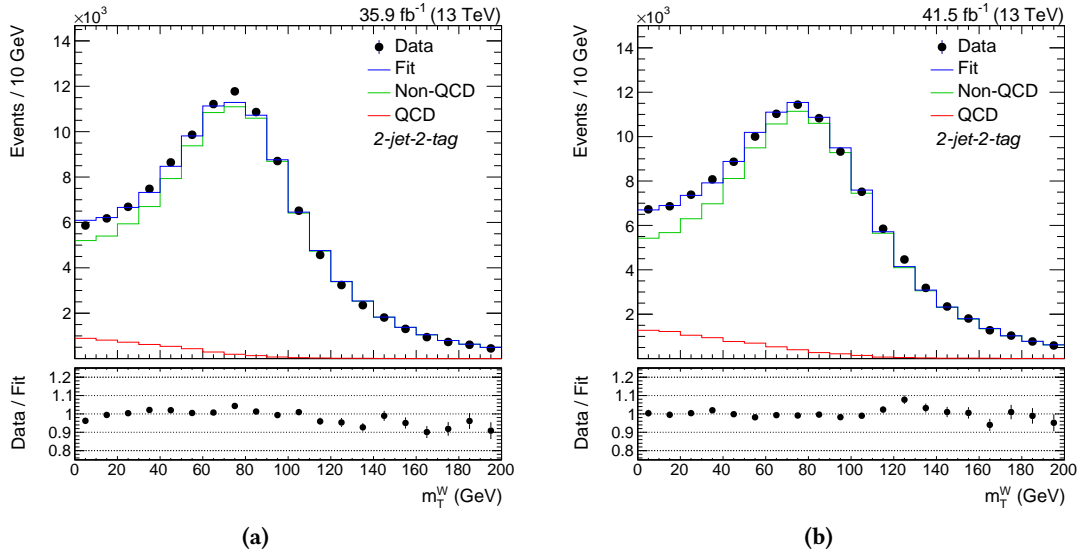 ×10³ 35.9 fb⁻¹ (13 TeV)
Events / 10 GeV
14
12
10
8
6
4
2
Data
Fit
Non-QCD
QCD
2-jet-2-tag
Data / Fit
1.2
1.1
1
0.9
0.8
0 20 40 60 80 100 120 140 160 180 200
m_T^W (GeV)
(a)
×10³ 41.5 fb⁻¹ (13 TeV)
Events / 10 GeV
14
12
10
8
6
4
2
Data
Fit
Non-QCD
QCD
2-jet-2-tag
Data / Fit
1.2
1.1
1
0.9
0.8
0 20 40 60 80 100 120 140 160 180 200
m_T^W (GeV)
(b)